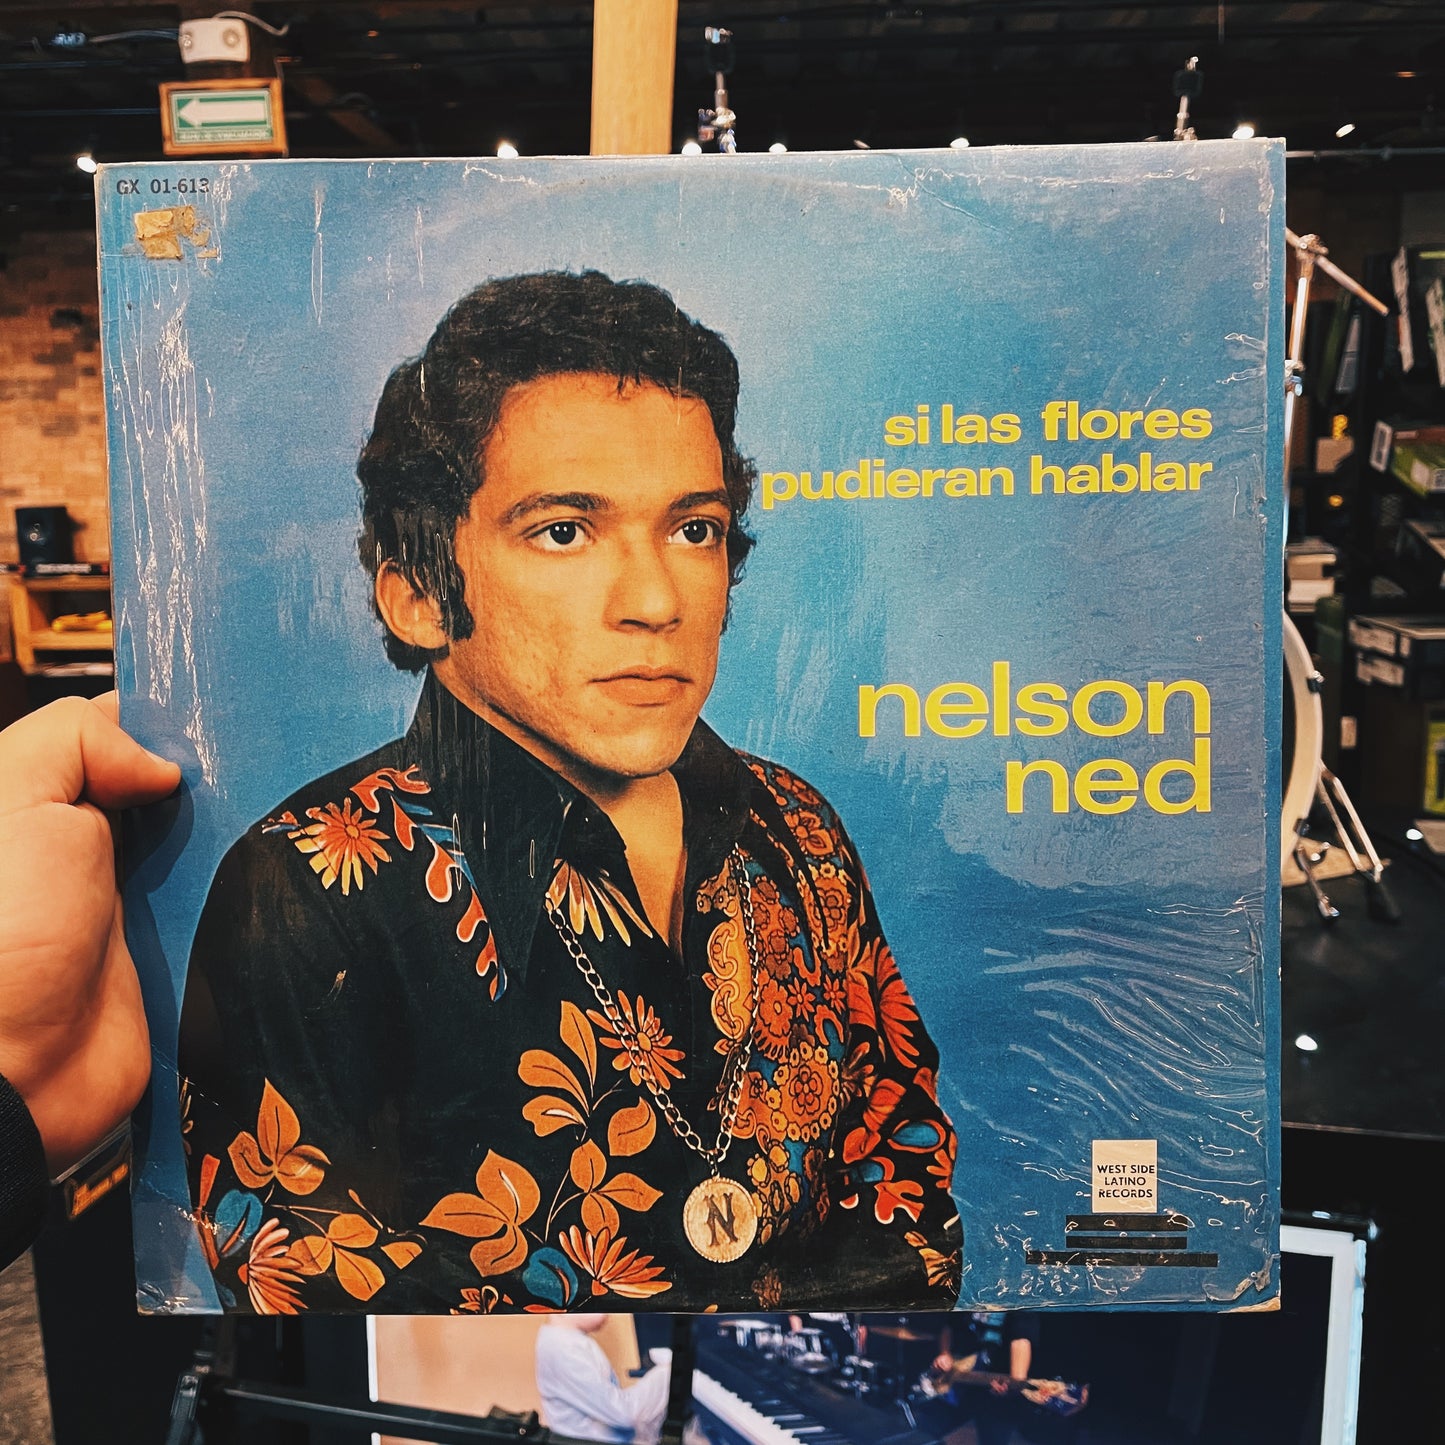 GX 01-613
si las flores
pudieran hablar
nelson
ned
N
WEST SIDE
LATINO
RECORDS